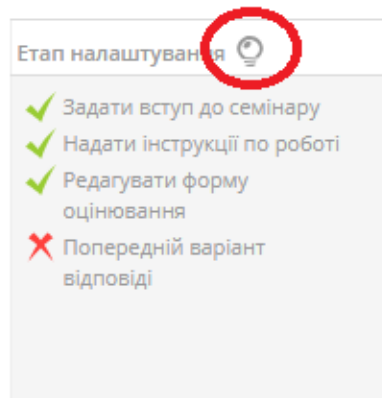 Етап налаштування
Задати вступ до семінару
Надати інструкції по роботі
Редагувати форму
оцінювання
Попередній варіант
відповіді